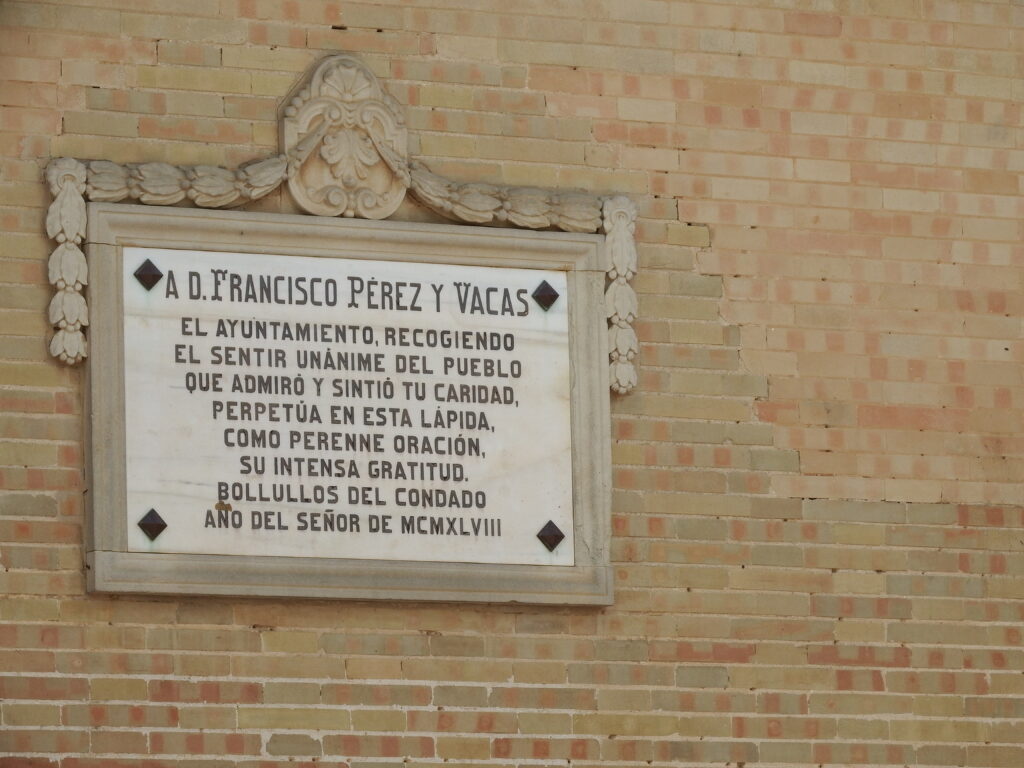 A D. FRANCISCO PÉREZ Y VACAS
EL AYUNTAMIENTO, RECOGIENDO
EL SENTIR UNÁNIME DEL PUEBLO
QUE ADMIRÓ Y SINTIÓ TU CARIDAD,
PERPETÚA EN ESTA LÁPIDA,
COMO PERENNE ORACIÓN,
SU INTENSA GRATITUD.
BOLLULLOS DEL CONDADO
AÑO DEL SEÑOR DE MCMXLVIII